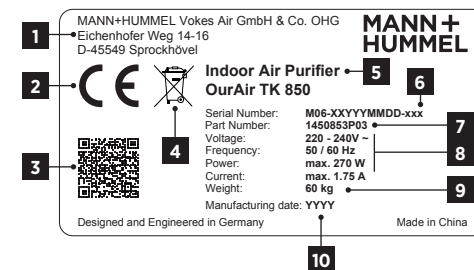 MANN+HUMMEL Vokes Air GmbH & Co. OHG
Eichenhofer Weg 14-16
D-45549 Sprockhövel
MANN+
HUMMEL
1
2
CE
Indoor Air Purifier
OurAir TK 850
5
6
Serial Number: M06-XXYYYMMDD-xxx
Part Number: 1450853P03
7
Voltage: 220 - 240V ~
Frequency: 50 / 60 Hz
8
Power: max. 270 W
Current: max. 1.75 A
Weight: 60 kg
9
3
4
Manufacturing date: YYYY
Designed and Engineered in Germany
Made in China
10